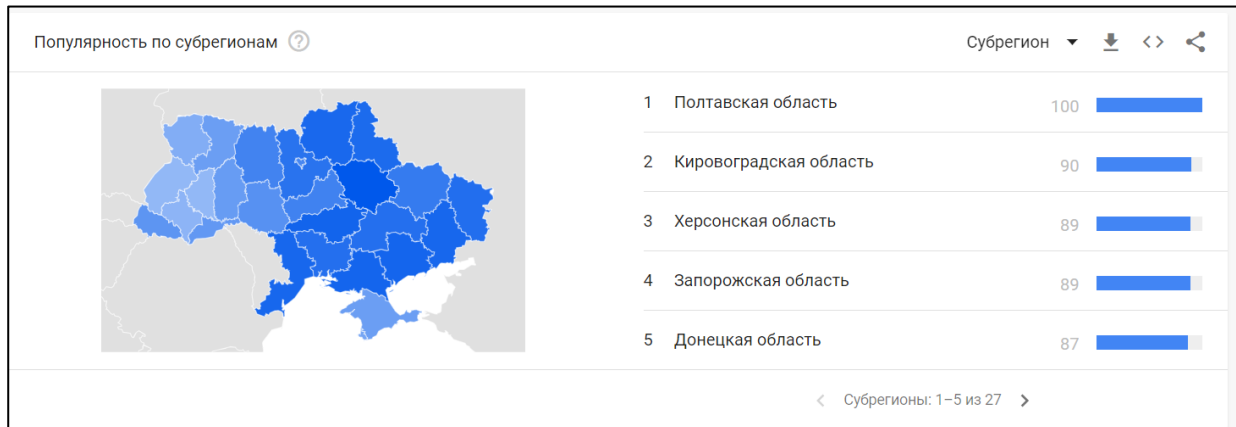 Популярность по субрегионам ?
Субрегион
1 Полтавская область 100
2 Кировоградская область 90
3 Херсонская область 89
4 Запорожская область 89
5 Донецкая область 87
Субрегионы: 1–5 из 27